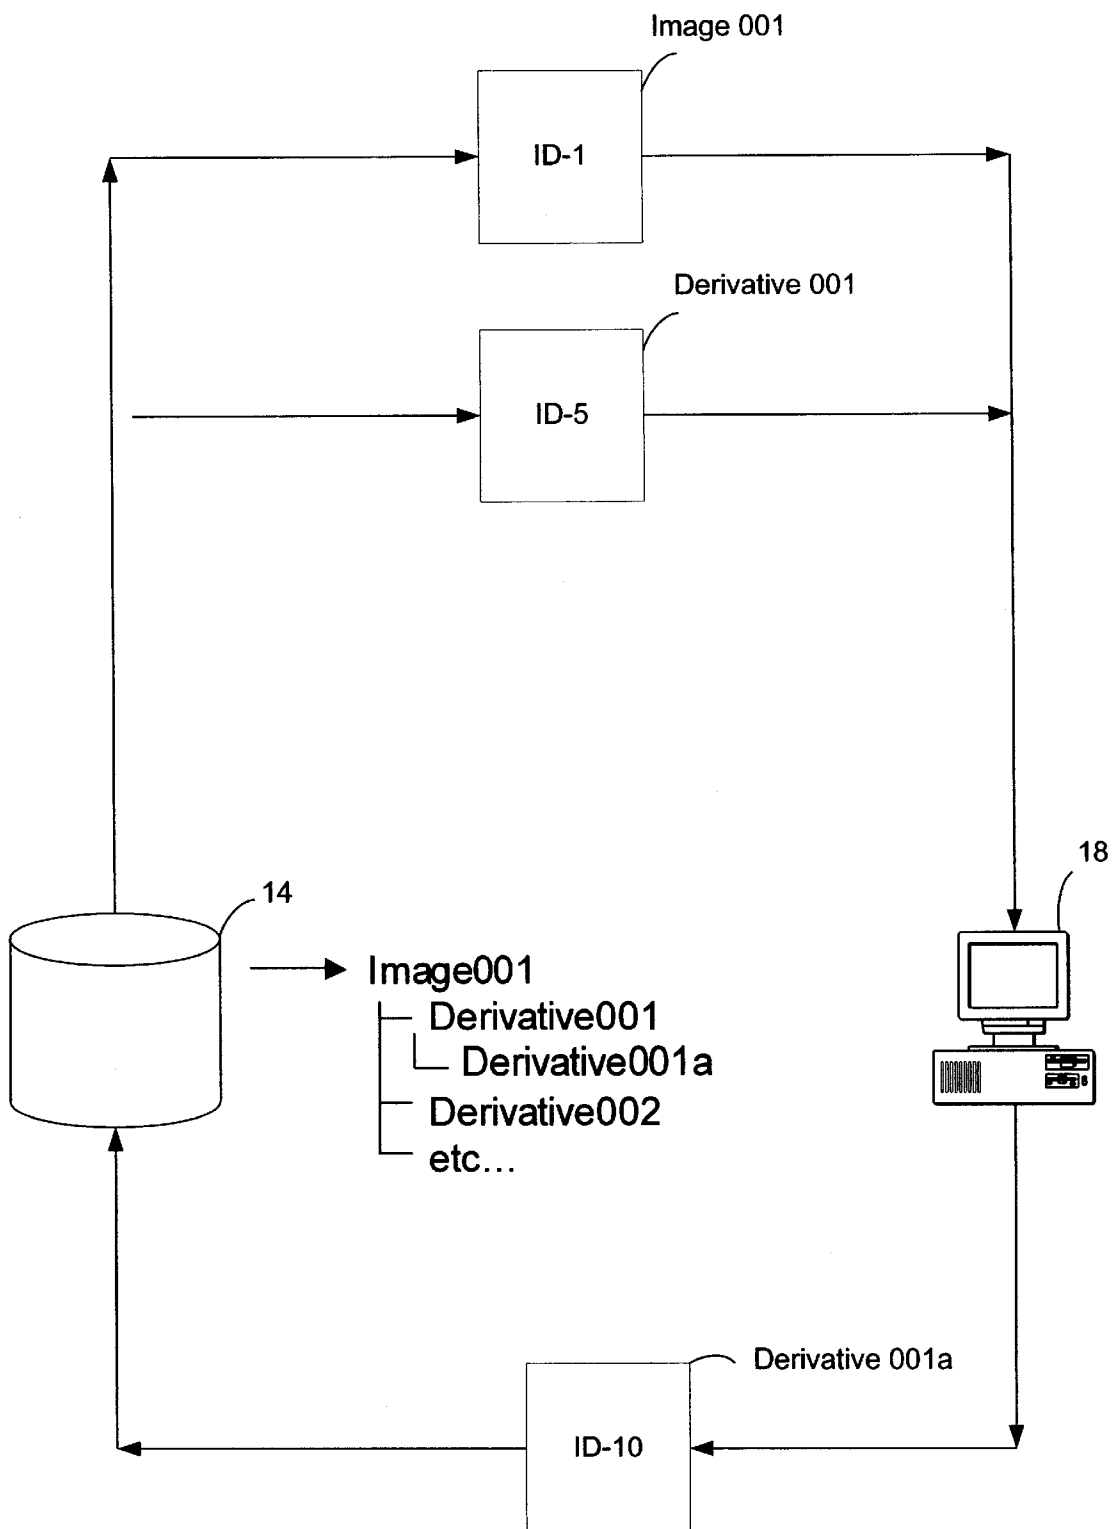 Image 001
ID-1
Derivative 001
ID-5
18
14
Image001
Derivative001
Derivative001a
Derivative002
etc...
Derivative 001a
ID-10